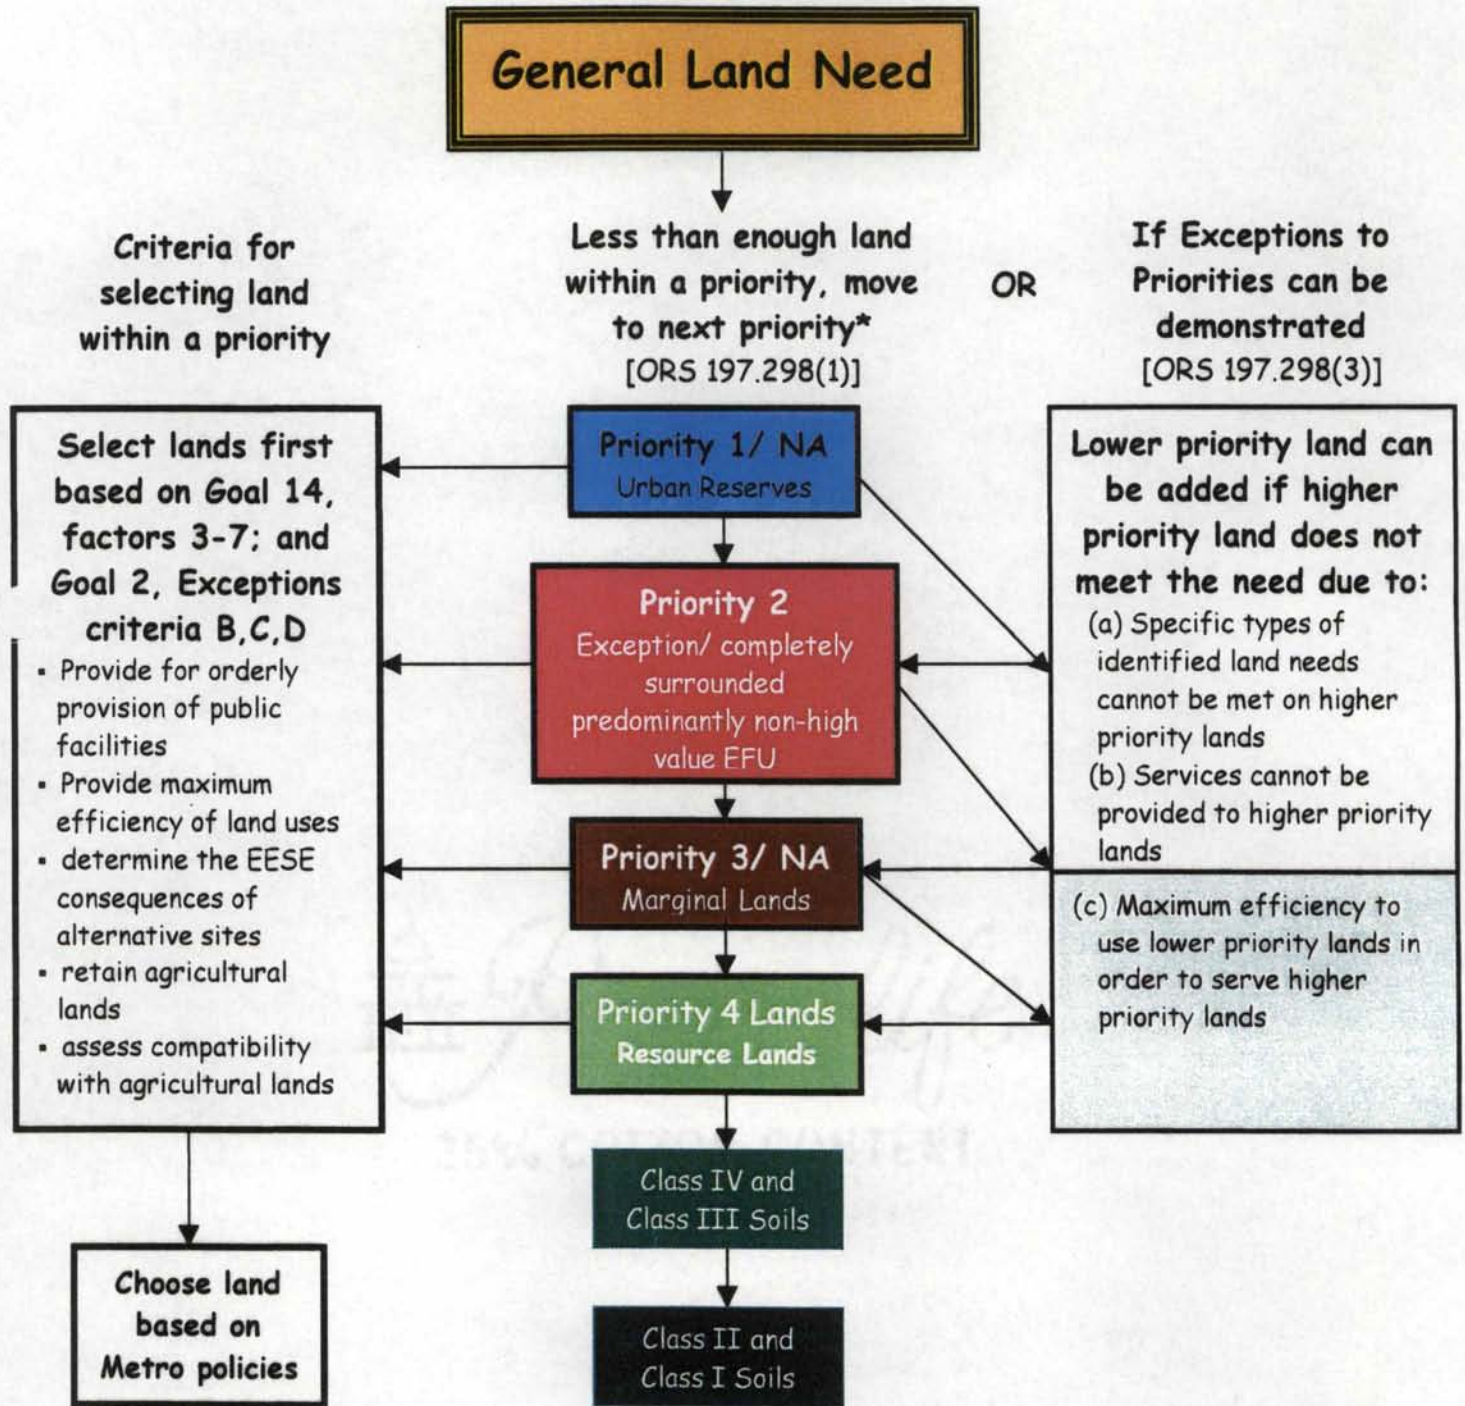 General Land Need
Criteria for
selecting land
within a priority
Less than enough land
within a priority, move
to next priority*
[ORS 197.298(1)]
OR
If Exceptions to
Priorities can be
demonstrated
[ORS 197.298(3)]
Select lands first
based on Goal 14,
factors 3-7; and
Goal 2, Exceptions
criteria B,C,D
▪ Provide for orderly
provision of public
facilities
▪ Provide maximum
efficiency of land uses
▪ determine the EESE
consequences of
alternative sites
▪ retain agricultural
lands
▪ assess compatibility
with agricultural lands
Choose land
based on
Metro policies
Priority 1/ NA
Urban Reserves
Priority 2
Exception/ completely
surrounded
predominantly non-high
value EFU
Priority 3/ NA
Marginal Lands
Priority 4 Lands
Resource Lands
Class IV and
Class III Soils
Class II and
Class I Soils
Lower priority land can
be added if higher
priority land does not
meet the need due to:
(a) Specific types of
identified land needs
cannot be met on higher
priority lands
(b) Services cannot be
provided to higher priority
lands
(c) Maximum efficiency to
use lower priority lands in
order to serve higher
priority lands